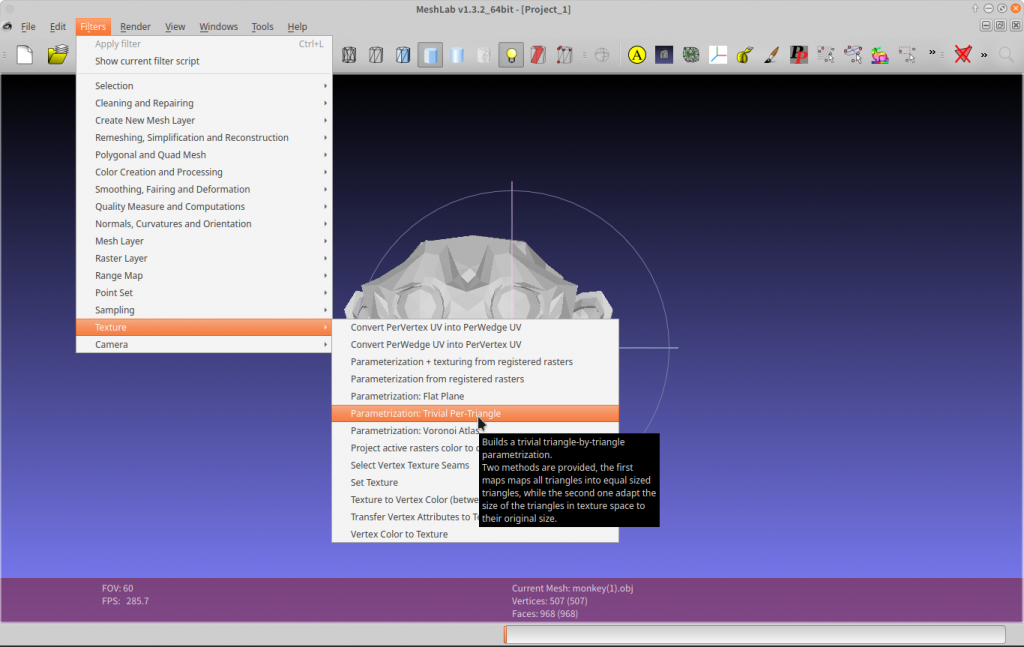 MeshLab v1.3.2_64bit - [Project_1]
File Edit Filters Render View Windows Tools Help
Apply filter Ctrl+L
Show current filter script
A
Selection
Cleaning and Repairing
Create New Mesh Layer
Remeshing, Simplification and Reconstruction
Polygonal and Quad Mesh
Color Creation and Processing
Smoothing, Fairing and Deformation
Quality Measure and Computations
Normals, Curvatures and Orientation
Mesh Layer
Raster Layer
Range Map
Point Set
Sampling
Texture
Camera
Convert PerVertex UV into PerWedge UV
Convert PerWedge UV into PerVertex UV
Parameterization + texturing from registered rasters
Parameterization from registered rasters
Parametrization: Flat Plane
Parametrization: Trivial Per-Triangle
Parametrization: Voronoi Atlas
Project active rasters color to
Select Vertex Texture Seams
Set Texture
Texture to Vertex Color (betwe
Transfer Vertex Attributes to
Vertex Color to Texture
Builds a trivial triangle-by-triangle
parametrization.
Two methods are provided, the first
maps maps all triangles into equal sized
triangles, while the second one adapt the
size of the triangles in texture space to
their original size.
FOV: 60
FPS: 285.7
Current Mesh: monkey(1).obj
Vertices: 507 (507)
Faces: 968 (968)